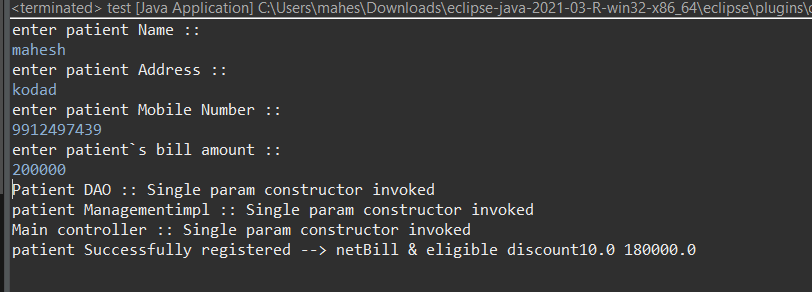 <terminated> test [Java Application] C:\Users\mahes\Downloads\eclipse-java-2021-03-R-win32-x86_64\eclipse\plugins\
enter patient Name ::
mahesh
enter patient Address ::
kodad
enter patient Mobile Number ::
9912497439
enter patient`s bill amount ::
200000
Patient DAO :: Single param constructor invoked
patient Managementimpl :: Single param constructor invoked
Main controller :: Single param constructor invoked
patient Successfully registered --> netBill & eligible discount10.0 180000.0